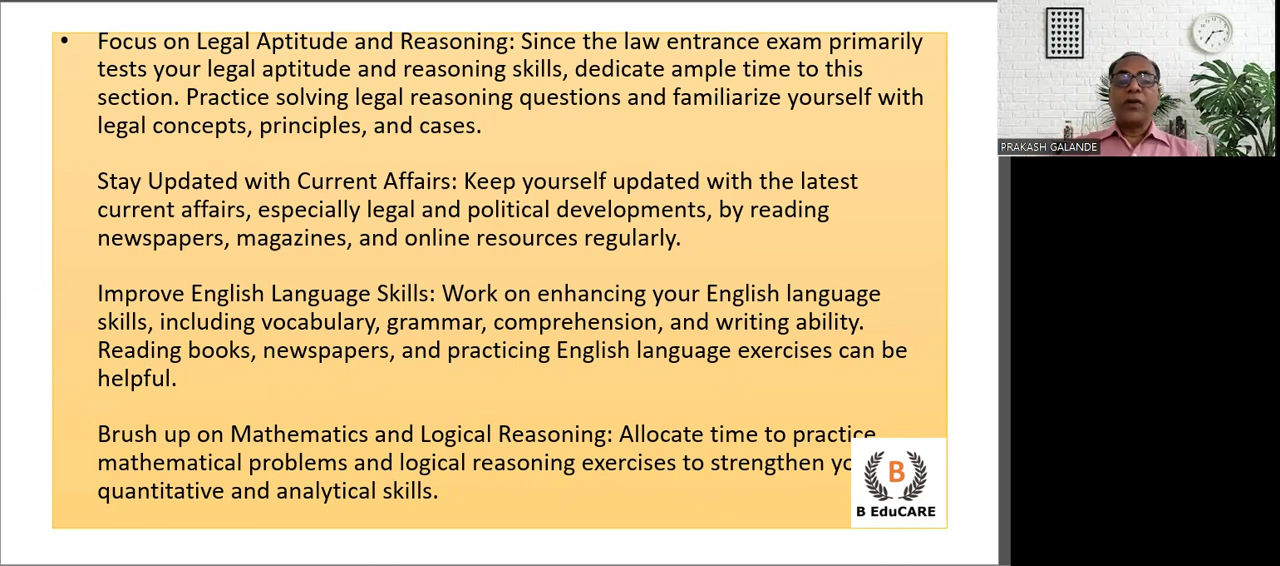 • Focus on Legal Aptitude and Reasoning: Since the law entrance exam primarily
tests your legal aptitude and reasoning skills, dedicate ample time to this
section. Practice solving legal reasoning questions and familiarize yourself with
legal concepts, principles, and cases.
Stay Updated with Current Affairs: Keep yourself updated with the latest
current affairs, especially legal and political developments, by reading
newspapers, magazines, and online resources regularly.
Improve English Language Skills: Work on enhancing your English language
skills, including vocabulary, grammar, comprehension, and writing ability.
Reading books, newspapers, and practicing English language exercises can be
helpful.
Brush up on Mathematics and Logical Reasoning: Allocate time to practice
mathematical problems and logical reasoning exercises to strengthen
quantitative and analytical skills.
B
B EduCARE
PRAKASH GALANDE